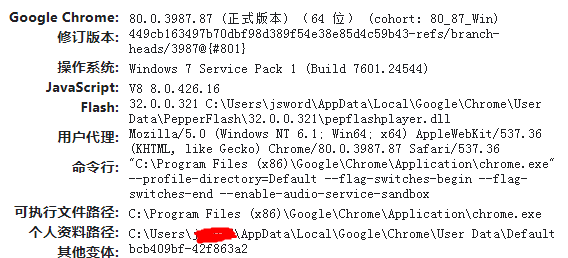 Google Chrome: 80.0.3987.87 (正式版本) (64 位) (cohort: 80_87_Win)
修订版本: 449cb163497b70dbf98d389f54e38e85d4c59b43-refs/branch-
heads/3987@{#801}
操作系统: Windows 7 Service Pack 1 (Build 7601.24544)
JavaScript: V8 8.0.426.16
Flash: 32.0.0.321 C:\Users\jsword\AppData\Local\Google\Chrome\User
Data\PepperFlash\32.0.0.321\pepflashplayer.dll
用户代理: Mozilla/5.0 (Windows NT 6.1; Win64; x64) AppleWebKit/537.36
(KHTML, like Gecko) Chrome/80.0.3987.87 Safari/537.36
命令行: "C:\Program Files (x86)\Google\Chrome\Application\chrome.exe"
--profile-directory=Default --flag-switches-begin --flag-
switches-end --enable-audio-service-sandbox
可执行文件路径: C:\Program Files (x86)\Google\Chrome\Application\chrome.exe
个人资料路径: C:\Users\j\AppData\Local\Google\Chrome\User Data\Default
其他变体: bcb409bf-42f863a2